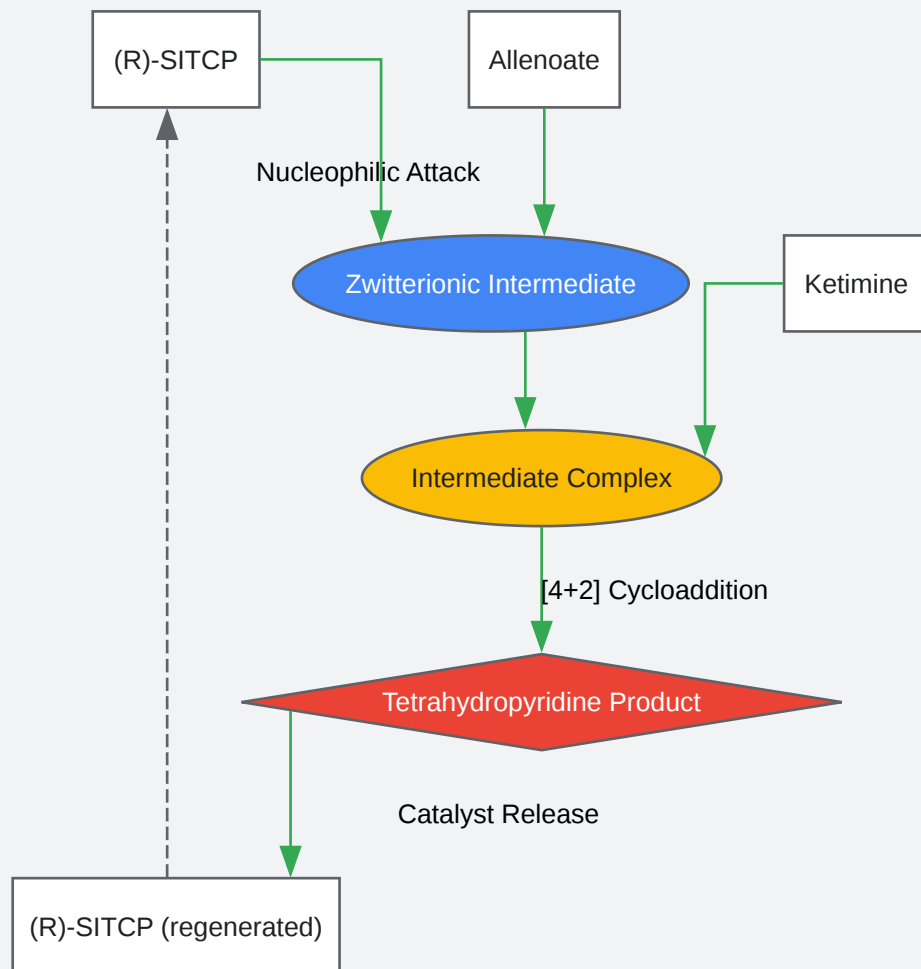 (R)-SITCP
Allenoate
Nucleophilic Attack
Zwitterionic Intermediate
Ketimine
Intermediate Complex
[4+2] Cycloaddition
Tetrahydropyridine Product
Catalyst Release
(R)-SITCP (regenerated)